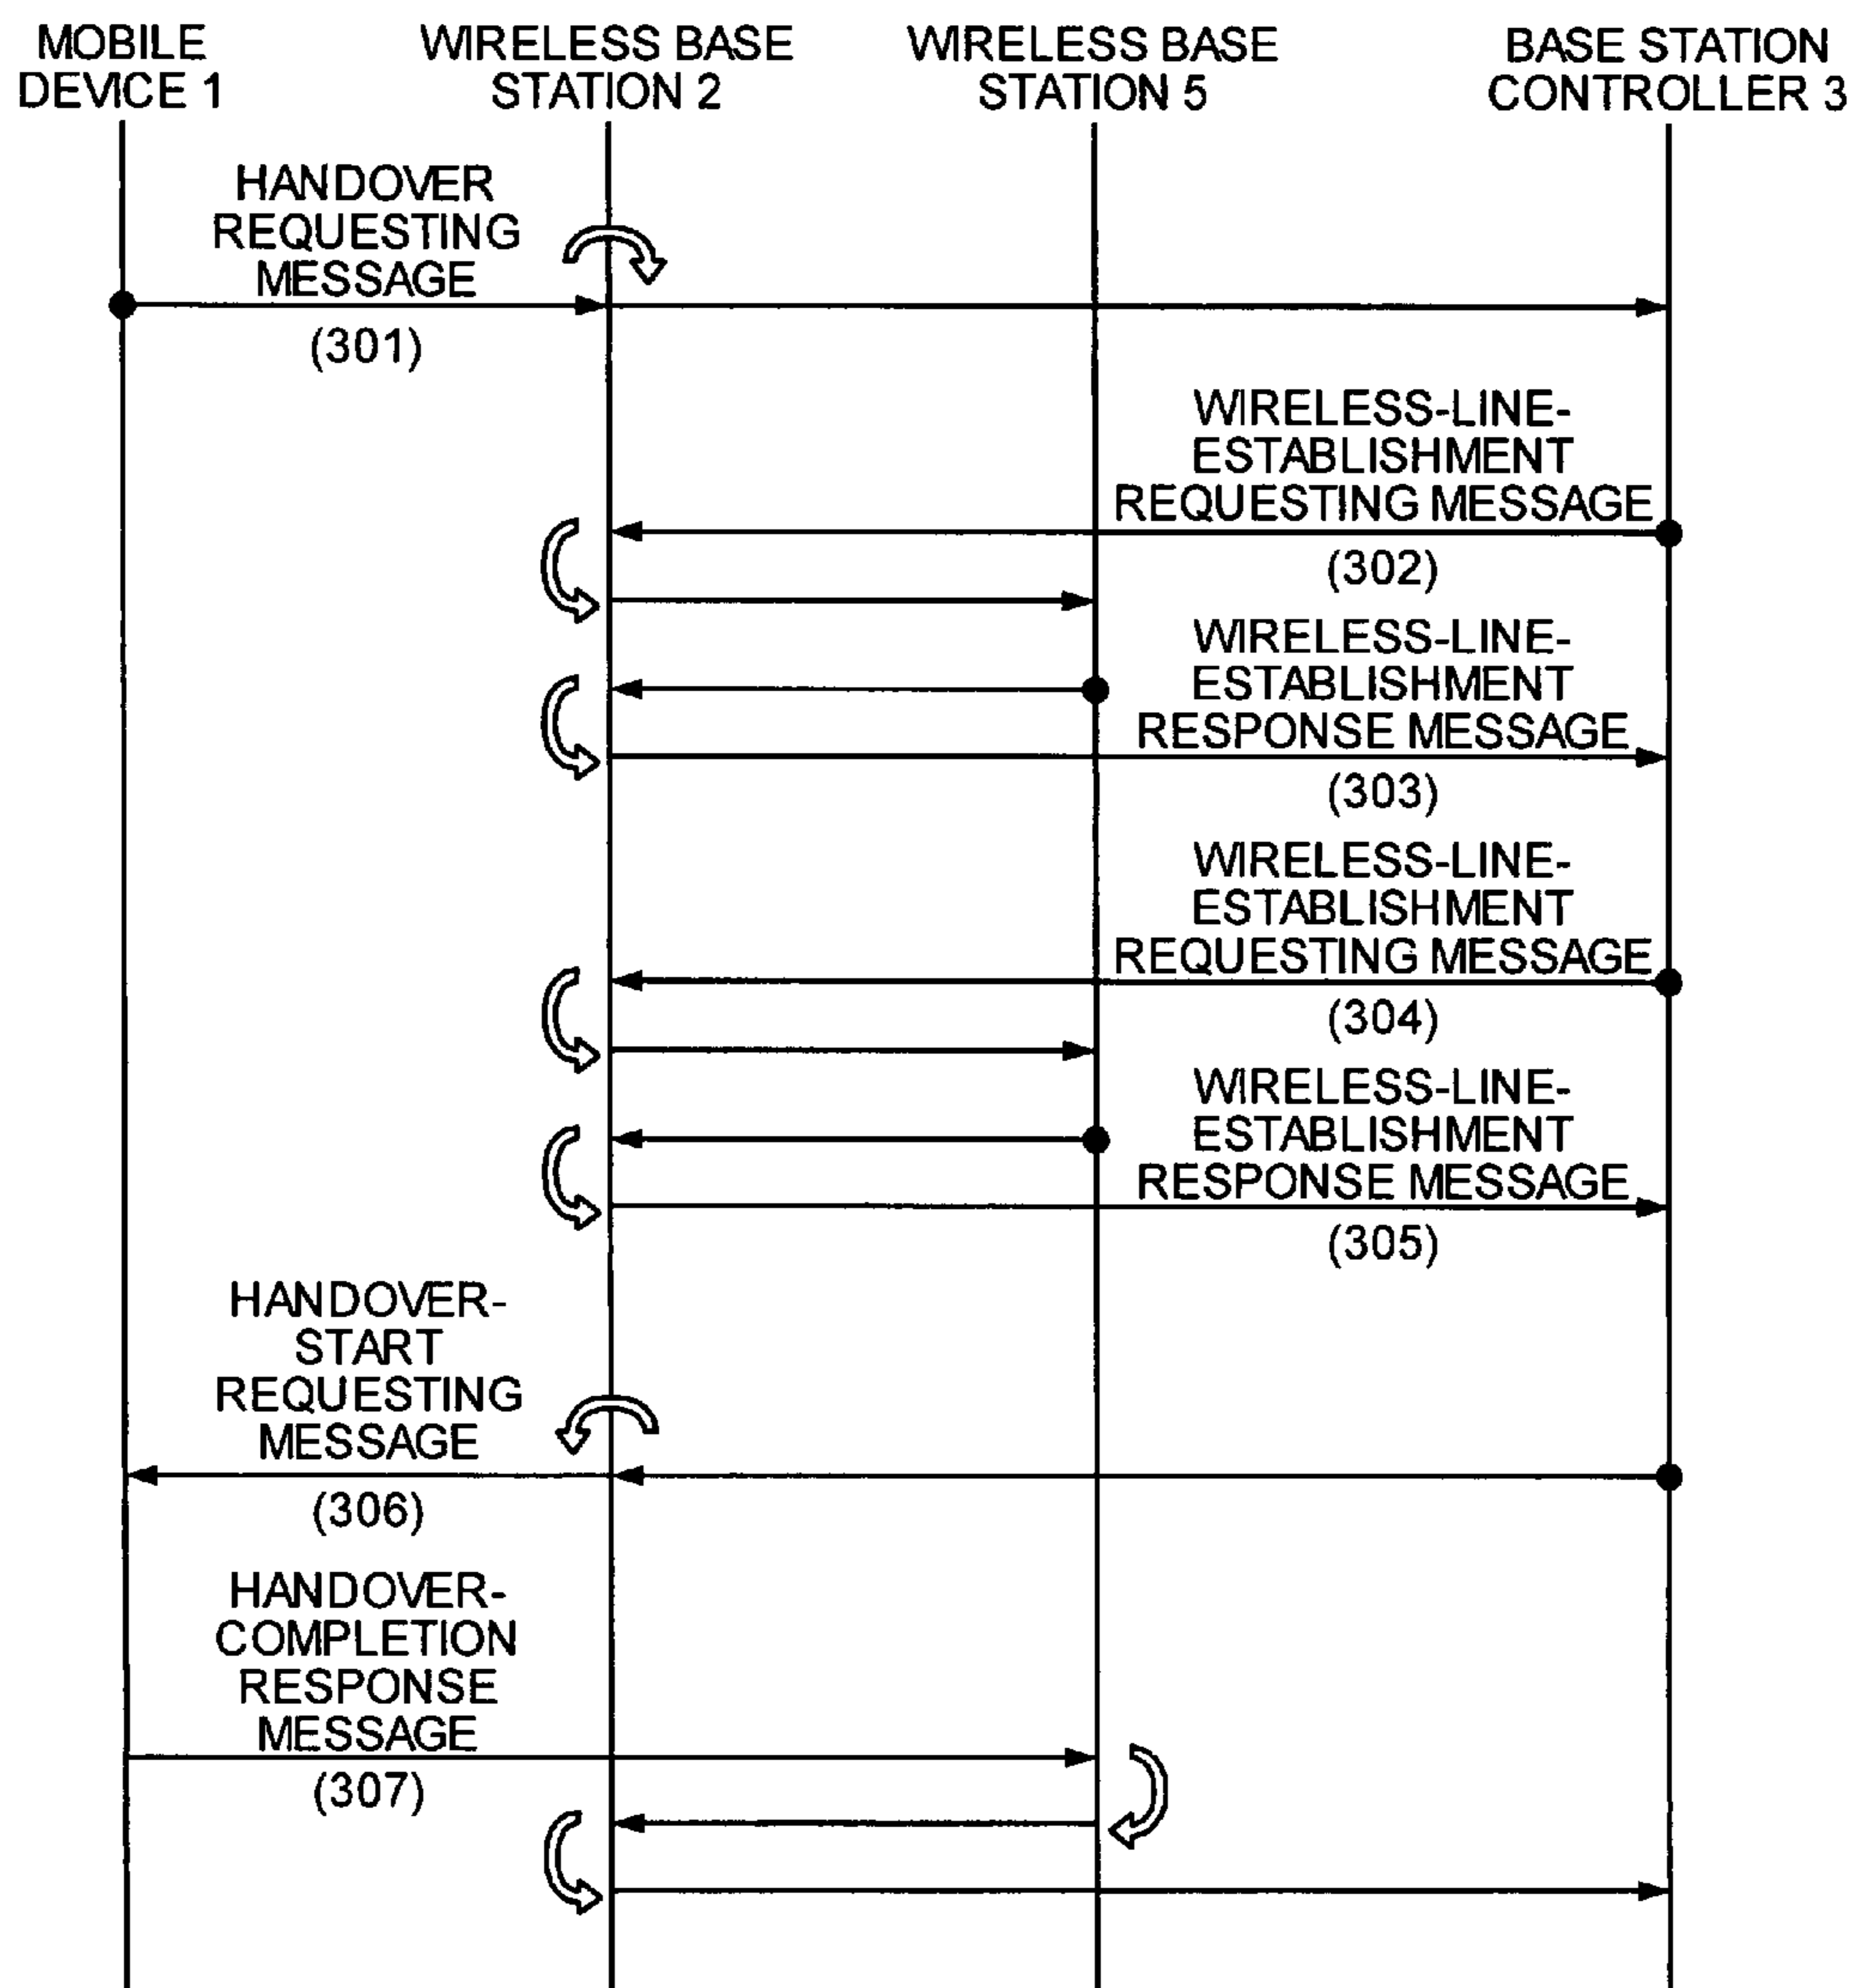 MOBILE
DEVICE 1
WIRELESS BASE
STATION 2
WIRELESS BASE
STATION 5
BASE STATION
CONTROLLER 3
HANDOVER
REQUESTING
MESSAGE
(301)
WIRELESS-LINE-
ESTABLISHMENT
REQUESTING MESSAGE
(302)
WIRELESS-LINE-
ESTABLISHMENT
RESPONSE MESSAGE
(303)
WIRELESS-LINE-
ESTABLISHMENT
REQUESTING MESSAGE
(304)
WIRELESS-LINE-
ESTABLISHMENT
RESPONSE MESSAGE
(305)
HANDOVER-
START
REQUESTING
MESSAGE
(306)
HANDOVER-
COMPLETION
RESPONSE
MESSAGE
(307)